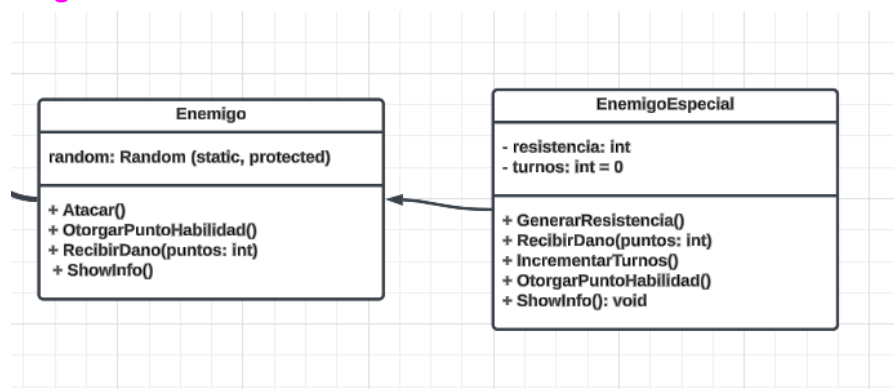 Enemigo
random: Random (static, protected)
+ Atacar()
+ OtorgarPuntoHabilidad()
+ RecibirDano(puntos: int)
+ ShowInfo()
EnemigoEspecial
- resistencia: int
- turnos: int = 0
+ GenerarResistencia()
+ RecibirDano(puntos: int)
+ IncrementarTurnos()
+ OtorgarPuntoHabilidad()
+ ShowInfo(): void